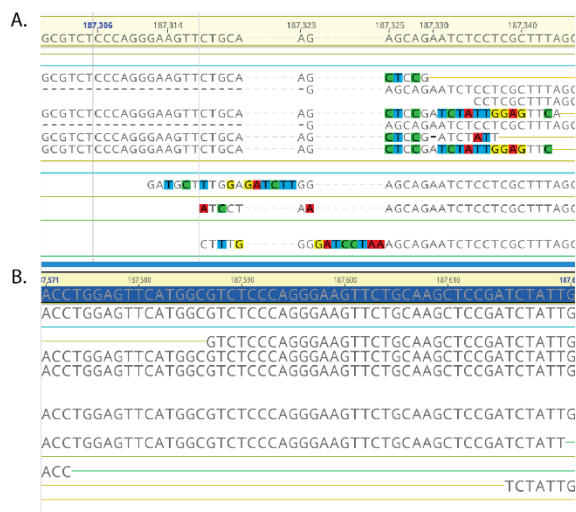 A.
187,306 187,314 187,323 187,325 187,330 187,340
GCGTCTCCCAGGGAAGTTCTGCA AG AGCAGAATCTCCTCGCTTTAGC
GCGTCTCCCAGGGAAGTTCTGCA AG CTCCG
-G AGCAGAATCTCCTCGCTTTAGC
CCTCGCTTTAGC
GCGTCTCCCAGGGAAGTTCTGCA AG CTCCGATCTATTGGAGTTCA
-G AGCAGAATCTCCTCGCTTTAGC
GCGTCTCCCAGGGAAGTTCTGCA AG CTCCG-ATCTATT
GCGTCTCCCAGGGAAGTTCTGCA AG CTCCGATCTATTGGAGTTC
GATGCTTTGGAGATCTTGG AGCAGAATCTCCTCGCTTTAGC
ATCCT AA AGCAGAATCTCCTCGCTTTAGC
CTTTG GGGATCCTAAAGCAGAATCTCCTCGCTTTAGC
B.
187,580 187,590 187,600 187,610
ACCTGGAGTTCATGGCGTCTCCCAGGGAAGTTCTGCAAGCTCCGATCTATTG
ACCTGGAGTTCATGGCGTCTCCCAGGGAAGTTCTGCAAGCTCCGATCTATTG
GTCTCCCAGGGAAGTTCTGCAAGCTCCGATCTATTG
ACCTGGAGTTCATGGCGTCTCCCAGGGAAGTTCTGCAAGCTCCGATCTATTG
ACCTGGAGTTCATGGCGTCTCCCAGGGAAGTTCTGCAAGCTCCGATCTATTG
ACCTGGAGTTCATGGCGTCTCCCAGGGAAGTTCTGCAAGCTCCGATCTATTG
ACCTGGAGTTCATGGCGTCTCCCAGGGAAGTTCTGCAAGCTCCGATCTATT
ACC
TCTATTG